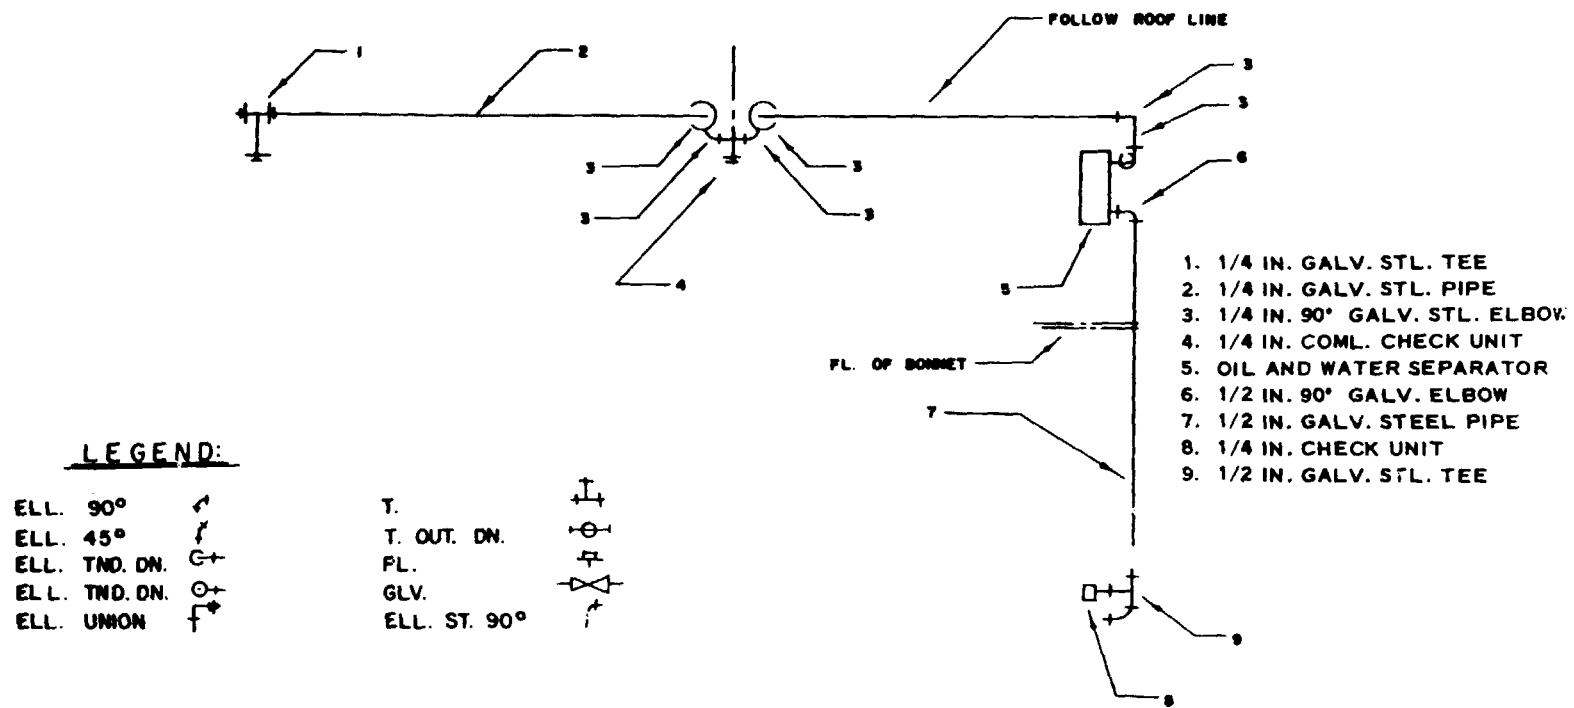 FOLLOW ROOF LINE
1
2
3
3
6
3
3
3
3
4
5
1. 1/4 IN. GALV. STL. TEE
2. 1/4 IN. GALV. STL. PIPE
3. 1/4 IN. 90° GALV. STL. ELBOW.
4. 1/4 IN. COML. CHECK UNIT
5. OIL AND WATER SEPARATOR
6. 1/2 IN. 90° GALV. ELBOW
7. 1/2 IN. GALV. STEEL PIPE
8. 1/4 IN. CHECK UNIT
9. 1/2 IN. GALV. STL. TEE
FL. OF BONNET
7
LEGEND:
ELL. 90°
ELL. 45°
ELL. TND. DN.
ELL. TND. DN.
ELL. UNION
T.
T. OUT. DN.
PL.
GLV.
ELL. ST. 90°
9
8